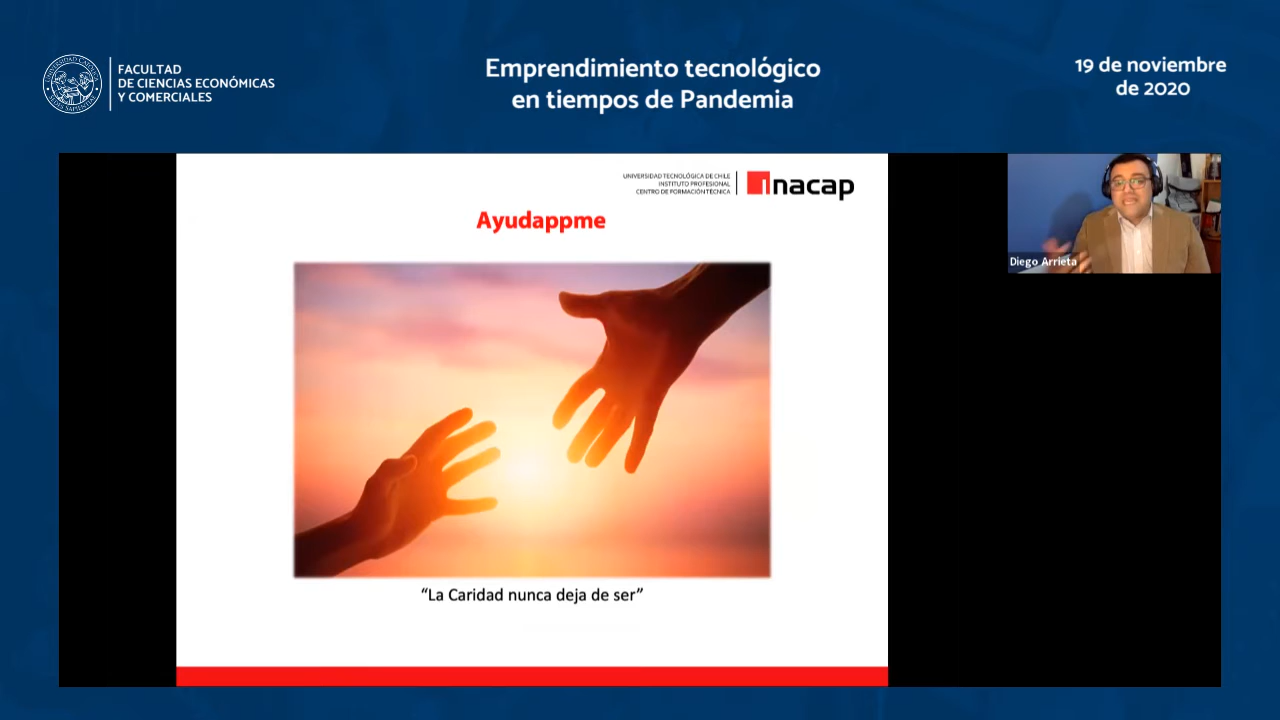 FACULTAD
DE CIENCIAS ECONÓMICAS
Y COMERCIALES
Emprendimiento tecnológico
en tiempos de Pandemia
19 de noviembre
de 2020
UNIVERSIDAD TECNOLÓGICA DE CHILE
INSTITUTO PROFESIONAL
CENTRO DE FORMACIÓN TÉCNICA
inacap
Ayudappme
Diego Arrieta
“La Caridad nunca deja de ser”